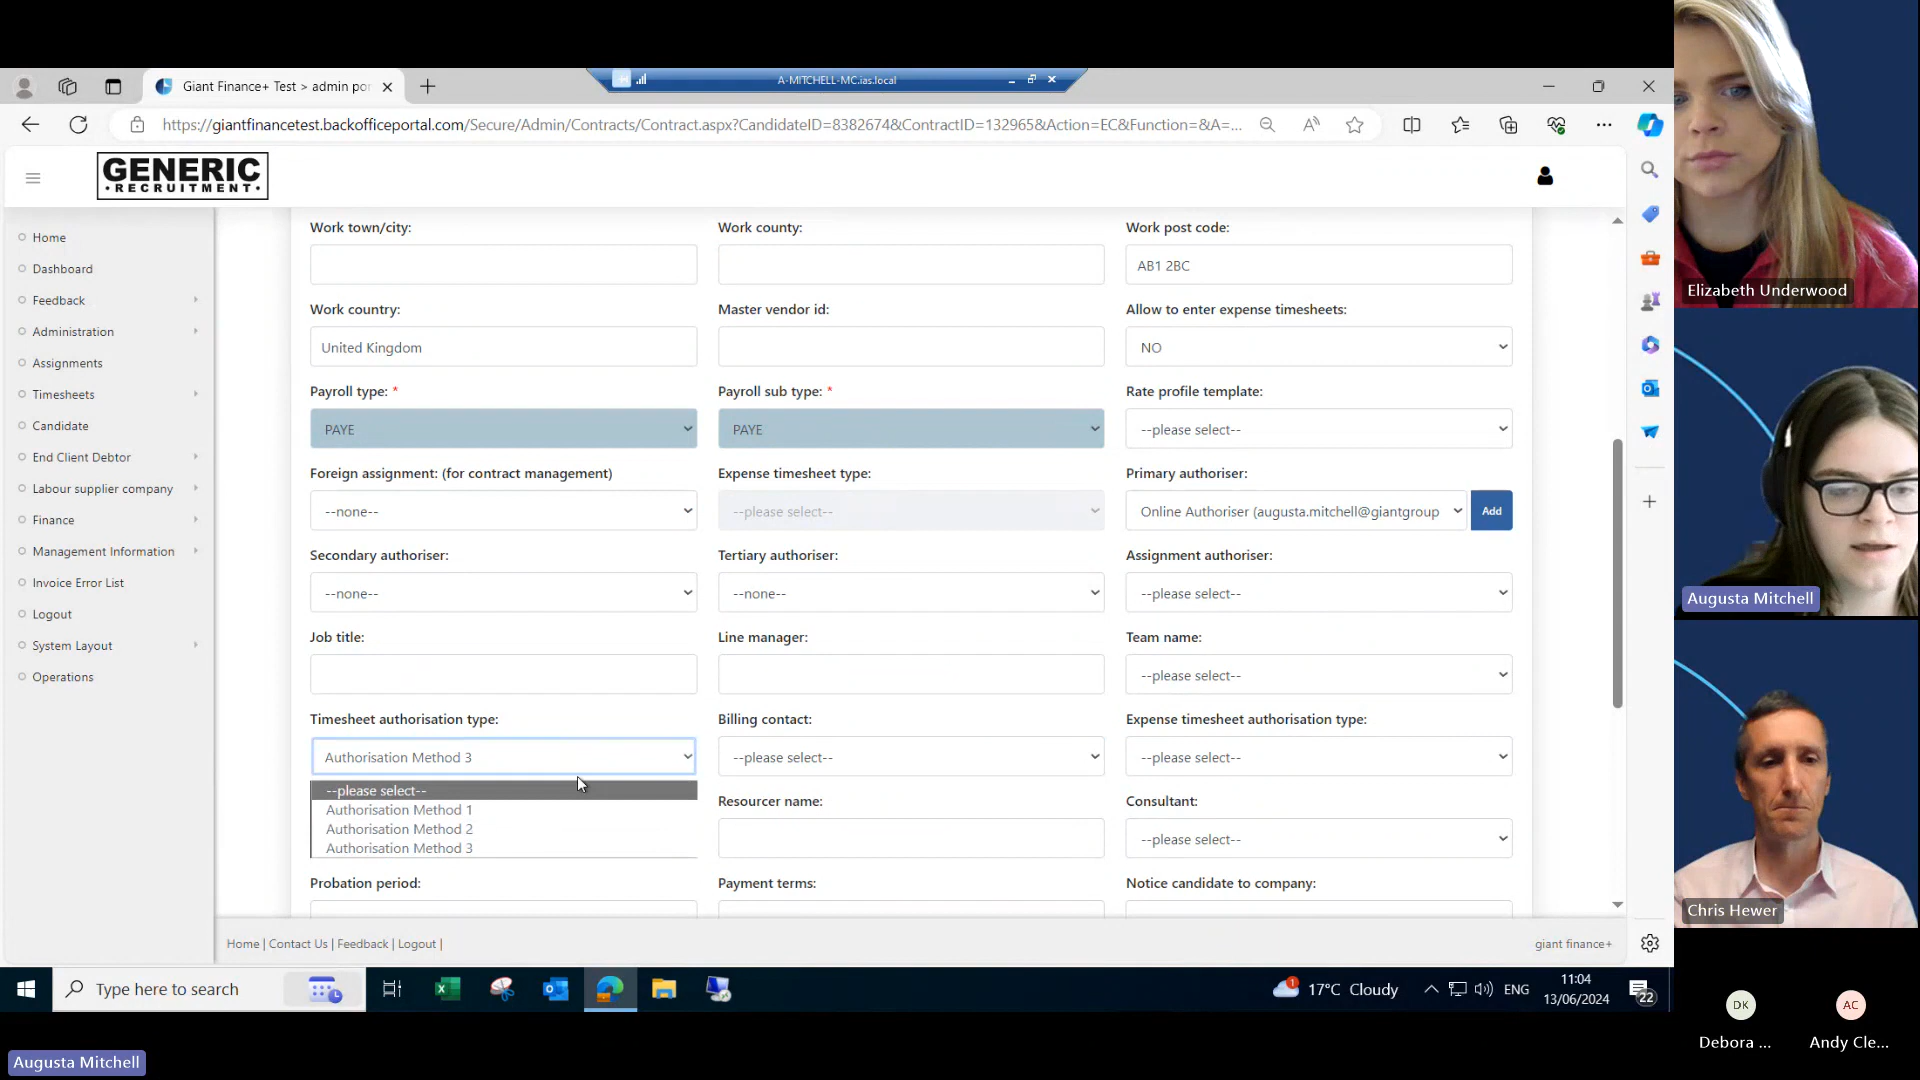 Giant Finance+ Test > admin por
A-MITCHELL-MC.ias.local
https://giantfinancetest.backofficeportal.com/Secure/Admin/Contracts/Contract.aspx?CandidateID=8382674&ContractID=132965&Action=EC&Function=&A=...
GENERIC
RECRUITMENT
Home
Dashboard
Feedback
Administration
Assignments
Timesheets
Candidate
End Client Debtor
Labour supplier company
Finance
Management Information
Invoice Error List
Logout
System Layout
Operations
Work town/city:
Work county:
Work post code:
AB1 2BC
Work country:
Master vendor id:
Allow to enter expense timesheets:
United Kingdom
NO
Payroll type: *
Payroll sub type: *
Rate profile template:
PAYE
PAYE
--please select--
Foreign assignment: (for contract management)
Expense timesheet type:
Primary authoriser:
--none--
--please select--
Online Authoriser (augusta.mitchell@giantgroup
Add
Secondary authoriser:
Tertiary authoriser:
Assignment authoriser:
--none--
--none--
--please select--
Job title:
Line manager:
Team name:
--please select--
Timesheet authorisation type:
Billing contact:
Expense timesheet authorisation type:
Authorisation Method 3
--please select--
--please select--
--please select--
Authorisation Method 1
Authorisation Method 2
Authorisation Method 3
Resourcer name:
Consultant:
--please select--
Probation period:
Payment terms:
Notice candidate to company:
Home | Contact Us | Feedback | Logout |
giant finance+
Type here to search
1
17°C Cloudy
ENG
11:04
13/06/2024
22
Elizabeth Underwood
Augusta Mitchell
Chris Hewer
DK
AC
Debora ...
Andy Cle...
Augusta Mitchell